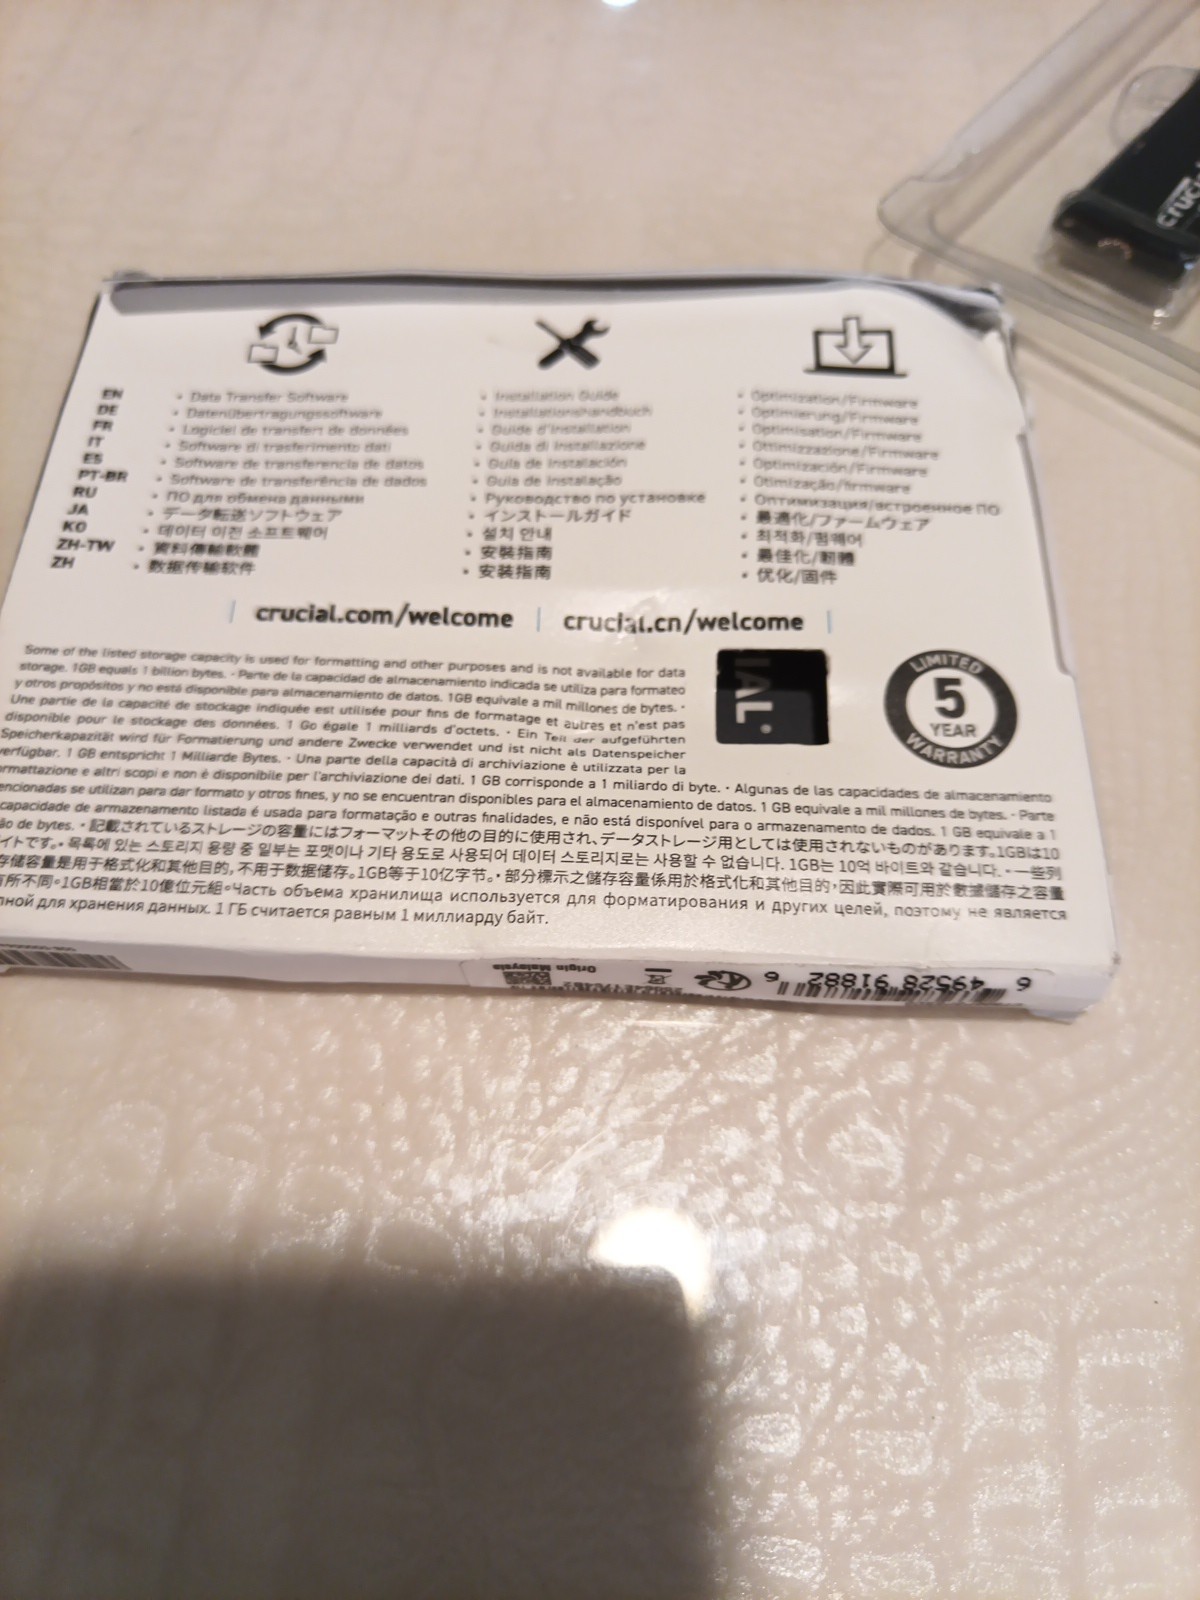 crucial
EN • Data Transfer Software • Installation Guide • Optimization/Firmware
DE • Datenübertragungssoftware • Installationshandbuch • Optimierung/Firmware
FR • Logiciel de transfert de données • Guide d'installation • Optimisation/Firmware
IT • Software di trasferimento dati • Guida di Installazione • Ottimizzazione/Firmware
ES • Software de transferencia de datos • Guía de instalación • Optimización/Firmware
PT-BR • Software de transferência de dados • Guia de Instalação • Otimização/firmware
RU • ПО для обмена данными • Руководство по установке • Оптимизация/встроенное ПО
JA • データ転送ソフトウェア • インストールガイド • 最適化/ファームウェア
KO • 데이터 이전 소프트웨어 • 설치 안내 • 최적화/펌웨어
ZH-TW • 資料傳輸軟體 • 安裝指南 • 最佳化/韌體
ZH • 数据传输软件 • 安装指南 • 优化/固件
crucial.com/welcome | crucial.cn/welcome
Some of the listed storage capacity is used for formatting and other purposes and is not available for data
storage. 1GB equals 1 billion bytes. • Parte de la capacidad de almacenamiento indicada se utiliza para formateo
y otros propósitos y no está disponible para almacenamiento de datos. 1GB equivale a mil millones de bytes. •
Une partie de la capacité de stockage indiquée est utilisée pour fins de formatage et autres et n'est pas
disponible pour le stockage des données. 1 Go égale 1 milliards d'octets. • Ein Teil der aufgeführten
Speicherkapazität wird für Formatierung und andere Zwecke verwendet und ist nicht als Datenspeicher
verfügbar. 1 GB entspricht 1 Milliarde Bytes. • Una parte della capacità di archiviazione è utilizzata per la
formattazione e altri scopi e non è disponibile per l'archiviazione dei dati. 1 GB corrisponde a 1 miliardo di byte. • Algunas de las capacidades de almacenamiento
mencionadas se utilizan para dar formato y otros fines, y no se encuentran disponibles para el almacenamiento de datos. 1 GB equivale a mil millones de bytes. • Parte
capacidade de armazenamento listada é usada para formatação e outras finalidades, e não está disponível para o armazenamento de dados. 1 GB equivale a 1
de bytes. • 記載されているストレージの容量にはフォーマットその他の目的に使用され、データストレージ用としては使用されないものがあります。1GBは10
イトです。• 목록에 있는 스토리지 용량 중 일부는 포맷이나 기타 용도로 사용되어 데이터 스토리지로는 사용할 수 없습니다. 1GB는 10억 바이트와 같습니다. • 一些列
存储容量是用于格式化和其他目的，不用于数据储存。1GB等于10亿字节。• 部分標示之儲存容量係用於格式化和其他目的，因此實際可用於數據儲存之容量
有所不同。1GB相當於10億位元組。Часть объема хранилища используется для форматирования и других целей, поэтому не является
для хранения данных. 1 ГБ считается равным 1 миллиарду байт.
IAL
LIMITED
5
YEAR
WARRANTY
Origin Malaysia
6 49528 91882 6